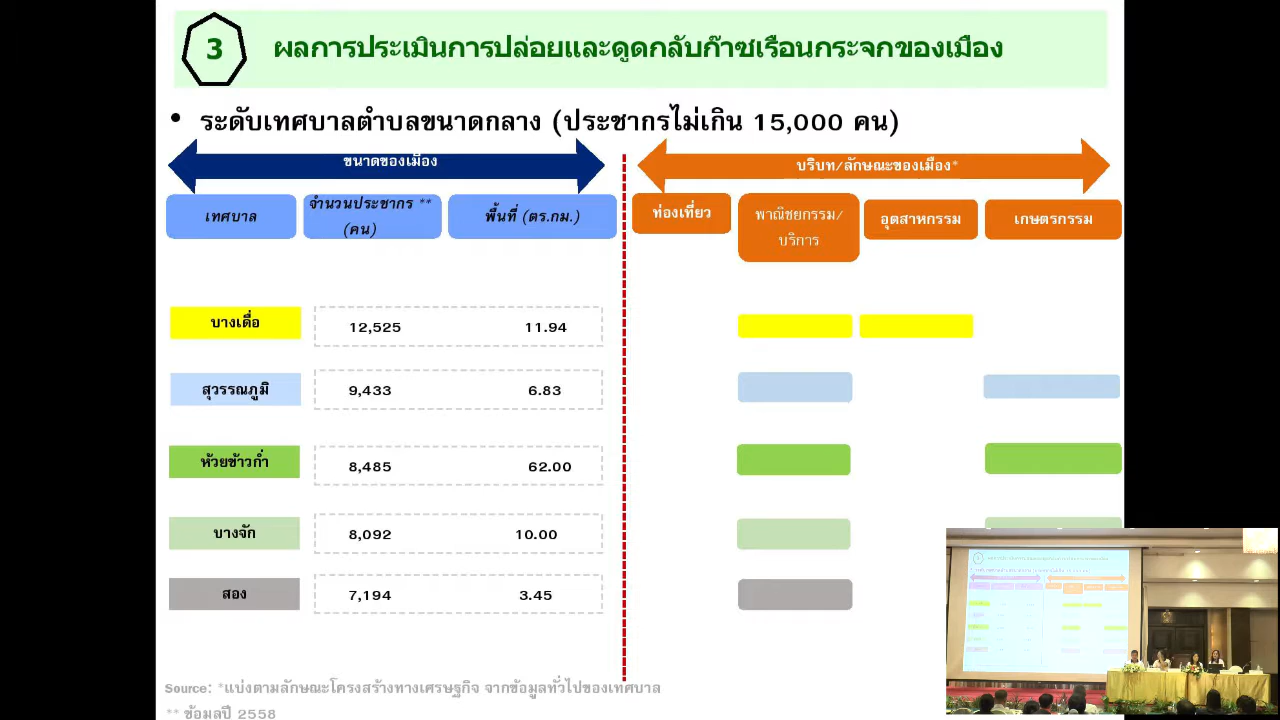 3
ผลการประเมินการปล่อยและดูดกลับก๊าซเรือนกระจกของเมือง
• ระดับเทศบาลตำบลขนาดกลาง (ประชากรไม่เกิน 15,000 คน)
ขนาดของเมือง
บริบท/ลักษณะของเมือง*
เทศบาล
จำนวนประชากร **
(คน)
พื้นที่ (ตร.กม.)
ท่องเที่ยว
พาณิชยกรรม/
บริการ
อุตสาหกรรม
เกษตรกรรม
บางเดื่อ 12,525 11.94
สุวรรณภูมิ 9,433 6.83
ห้วยข้าวก่ำ 8,485 62.00
บางจัก 8,092 10.00
สอง 7,194 3.45
Source: *แบ่งตามลักษณะโครงสร้างทางเศรษฐกิจ จากข้อมูลทั่วไปของเทศบาล
** ข้อมูลปี 2558